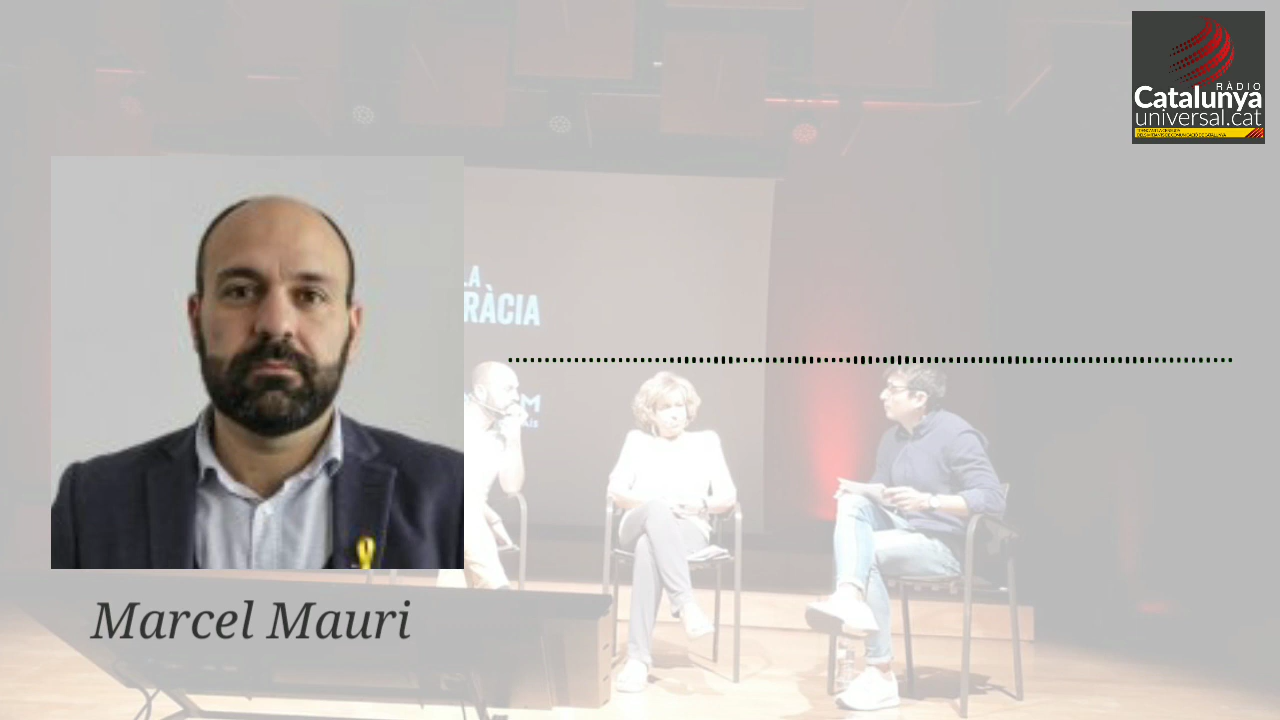 RÀDIO
Catalunya
universal.cat
LA
RÀCIA
M
Marcel Mauri